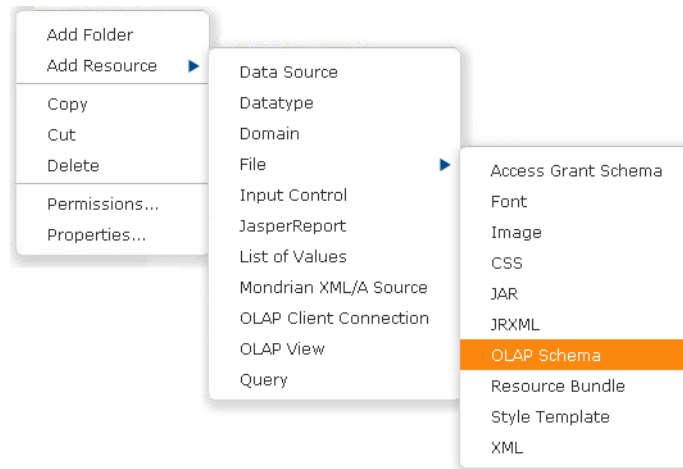 Add Folder
Add Resource
Copy
Cut
Delete
Permissions...
Properties...
Data Source
Datatype
Domain
File
Input Control
JasperReport
List of Values
Mondrian XML/A Source
OLAP Client Connection
OLAP View
Query
Access Grant Schema
Font
Image
CSS
JAR
JRXML
OLAP Schema
Resource Bundle
Style Template
XML